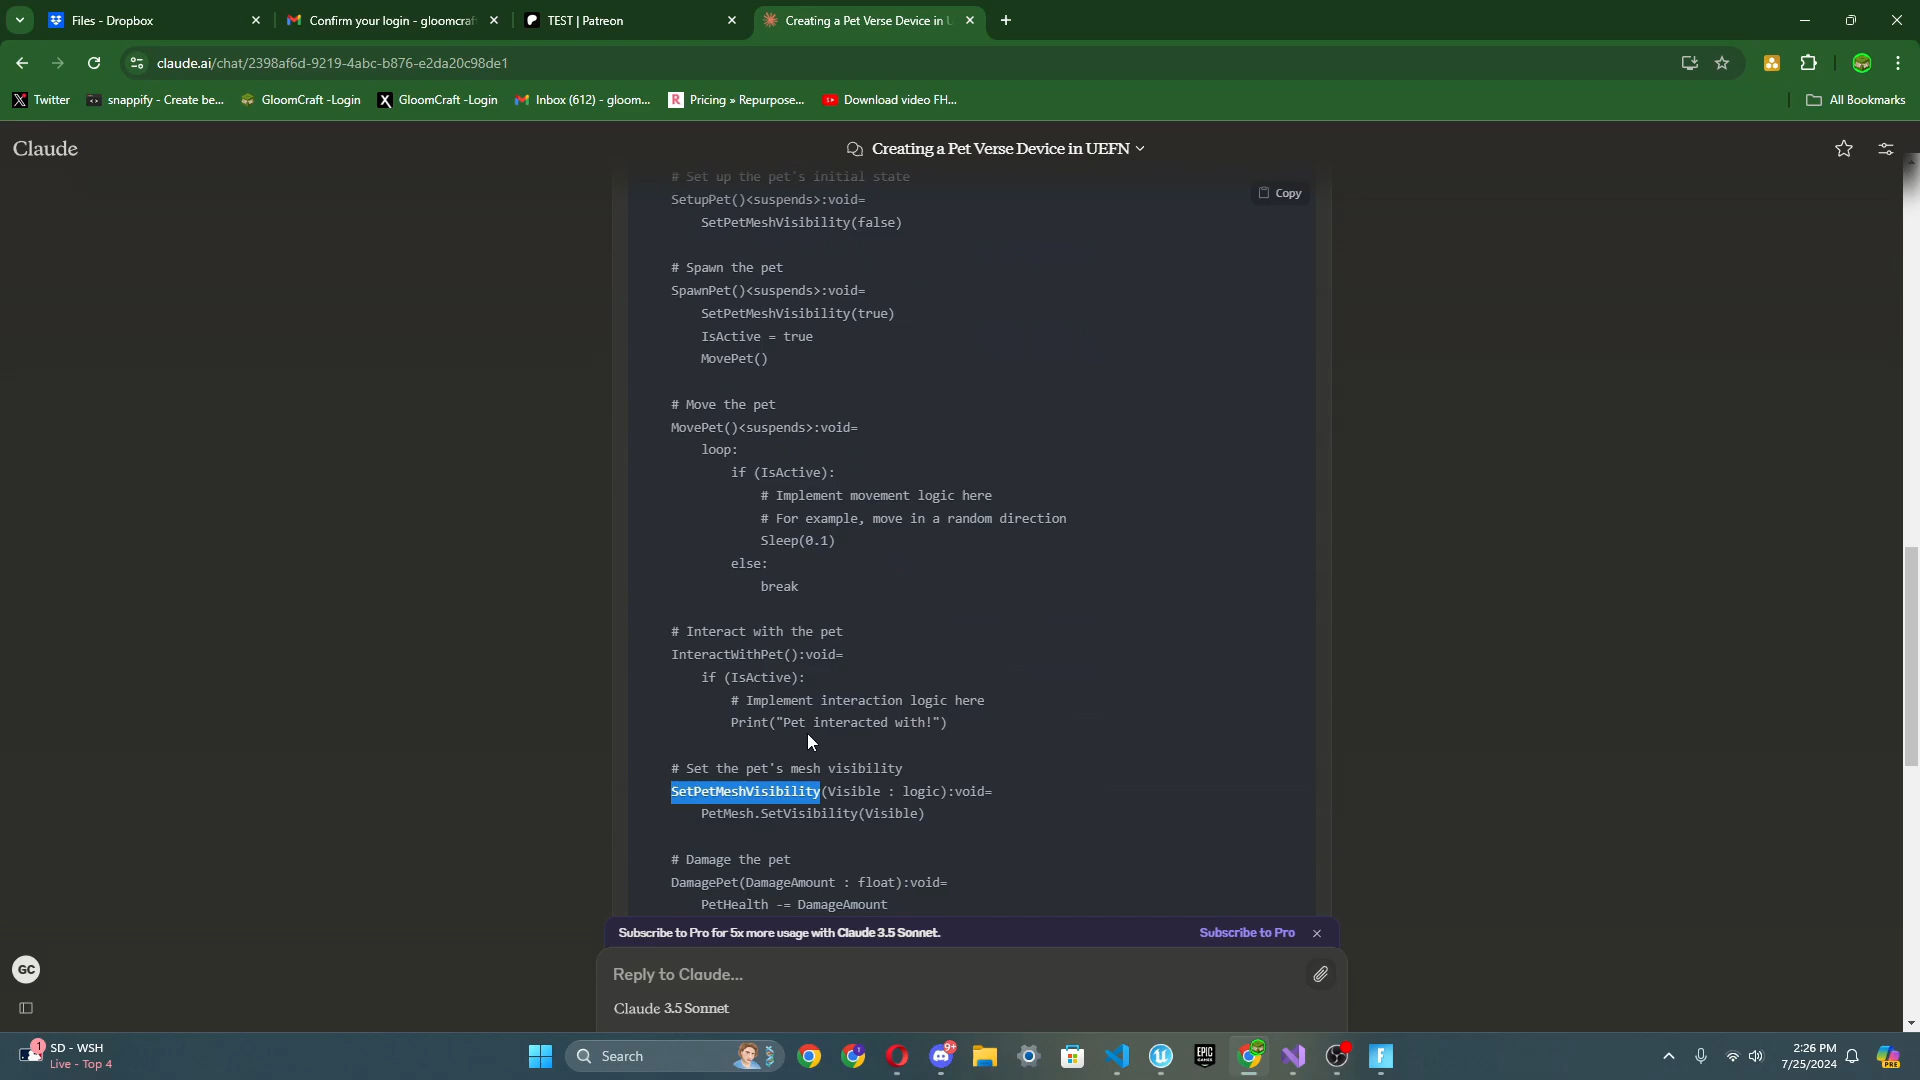 Files - Dropbox
Confirm your login - gloomcraf
TEST | Patreon
Creating a Pet Verse Device in U
claude.ai/chat/2398af6d-9219-4abc-b876-e2da20c98de1
Twitter
snappify - Create be...
GloomCraft -Login
GloomCraft -Login
Inbox (612) - gloom...
Pricing » Repurpose...
Download video FH...
All Bookmarks
Claude
Creating a Pet Verse Device in UEFN
# Set up the pet's initial state
Copy
SetupPet()<suspends>:void=
SetPetMeshVisibility(false)
# Spawn the pet
SpawnPet()<suspends>:void=
SetPetMeshVisibility(true)
IsActive = true
MovePet()
# Move the pet
MovePet()<suspends>:void=
loop:
if (IsActive):
# Implement movement logic here
# For example, move in a random direction
Sleep(0.1)
else:
break
# Interact with the pet
InteractWithPet():void=
if (IsActive):
# Implement interaction logic here
Print("Pet interacted with!")
# Set the pet's mesh visibility
SetPetMeshVisibility(Visible : logic):void=
PetMesh.SetVisibility(Visible)
# Damage the pet
DamagePet(DamageAmount : float):void=
PetHealth -= DamageAmount
Subscribe to Pro for 5x more usage with Claude 3.5 Sonnet.
Subscribe to Pro
GC
Reply to Claude...
Claude 3.5 Sonnet
1
SD - WSH
Live - Top 4
Search
9+
EPIC
GAMES
2:26 PM
7/25/2024
PRE